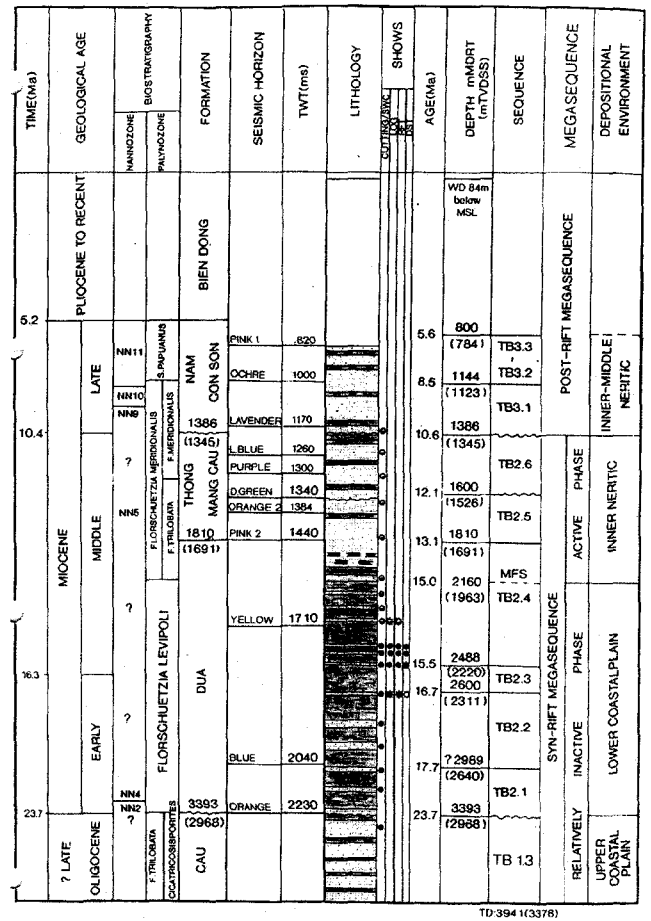 TIME(Ma)
GEOLOGICAL AGE
BIOSTRATIGRAPHY
NANNOZONE
PALYNOZONE
FORMATION
SEISMIC HORIZON
TWT(ms)
LITHOLOGY
SHOWS
CUTTING/SWC
LOG
RFT
DST
AGE(Ma)
DEPTH mMDRT
(mTVDSS)
SEQUENCE
MEGASEQUENCE
DEPOSITIONAL
ENVIRONMENT
PLIOCENE TO RECENT
BIEN DONG
WD 84m
below
MSL
5.2
10.4
16.3
23.7
MIOCENE
LATE
MIDDLE
EARLY
? LATE
OLIGOCENE
NN11
NN10
NN9
?
NN5
?
?
NN4
NN2
?
S.PAPUANUS
FLORSCHUETZIA MERIDIONALIS
F.MERIDIONALIS
F.TRILOBATA
FLORSCHUETZIA LEVIPOLI
F. TRILOBATA
CICATRICOSISPORITES
NAM
CON SON
1386
(1345)
THONG
MANG CAU
1810
(1691)
DUA
3393
(2968)
CAU
PINK 1 820
OCHRE 1000
LAVENDER 1170
L.BLUE 1260
PURPLE 1300
D.GREEN 1340
ORANGE 2 1384
PINK 2 1440
YELLOW 1710
BLUE 2040
ORANGE 2230
5.6
8.5
10.6
12.1
13.1
15.0
15.5
16.7
17.7
23.7
800
(784)
1144
(1123)
1386
(1345)
1600
(1526)
1810
(1691)
2160
(1963)
2488
(2220)
2600
(2311)
? 2989
(2640)
3393
(2968)
TB3.3
TB3.2
TB3.1
TB2.6
TB2.5
MFS
TB2.4
TB2.3
TB2.2
TB2.1
TB 1.3
POST-RIFT MEGASEQUENCE
SYN-RIFT MEGASEQUENCE
ACTIVE PHASE
RELATIVELY INACTIVE PHASE
INNER-MIDDLE
NERITIC
INNER NERITIC
LOWER COASTAL PLAIN
UPPER
COASTAL
PLAIN
TD:3941(3376)